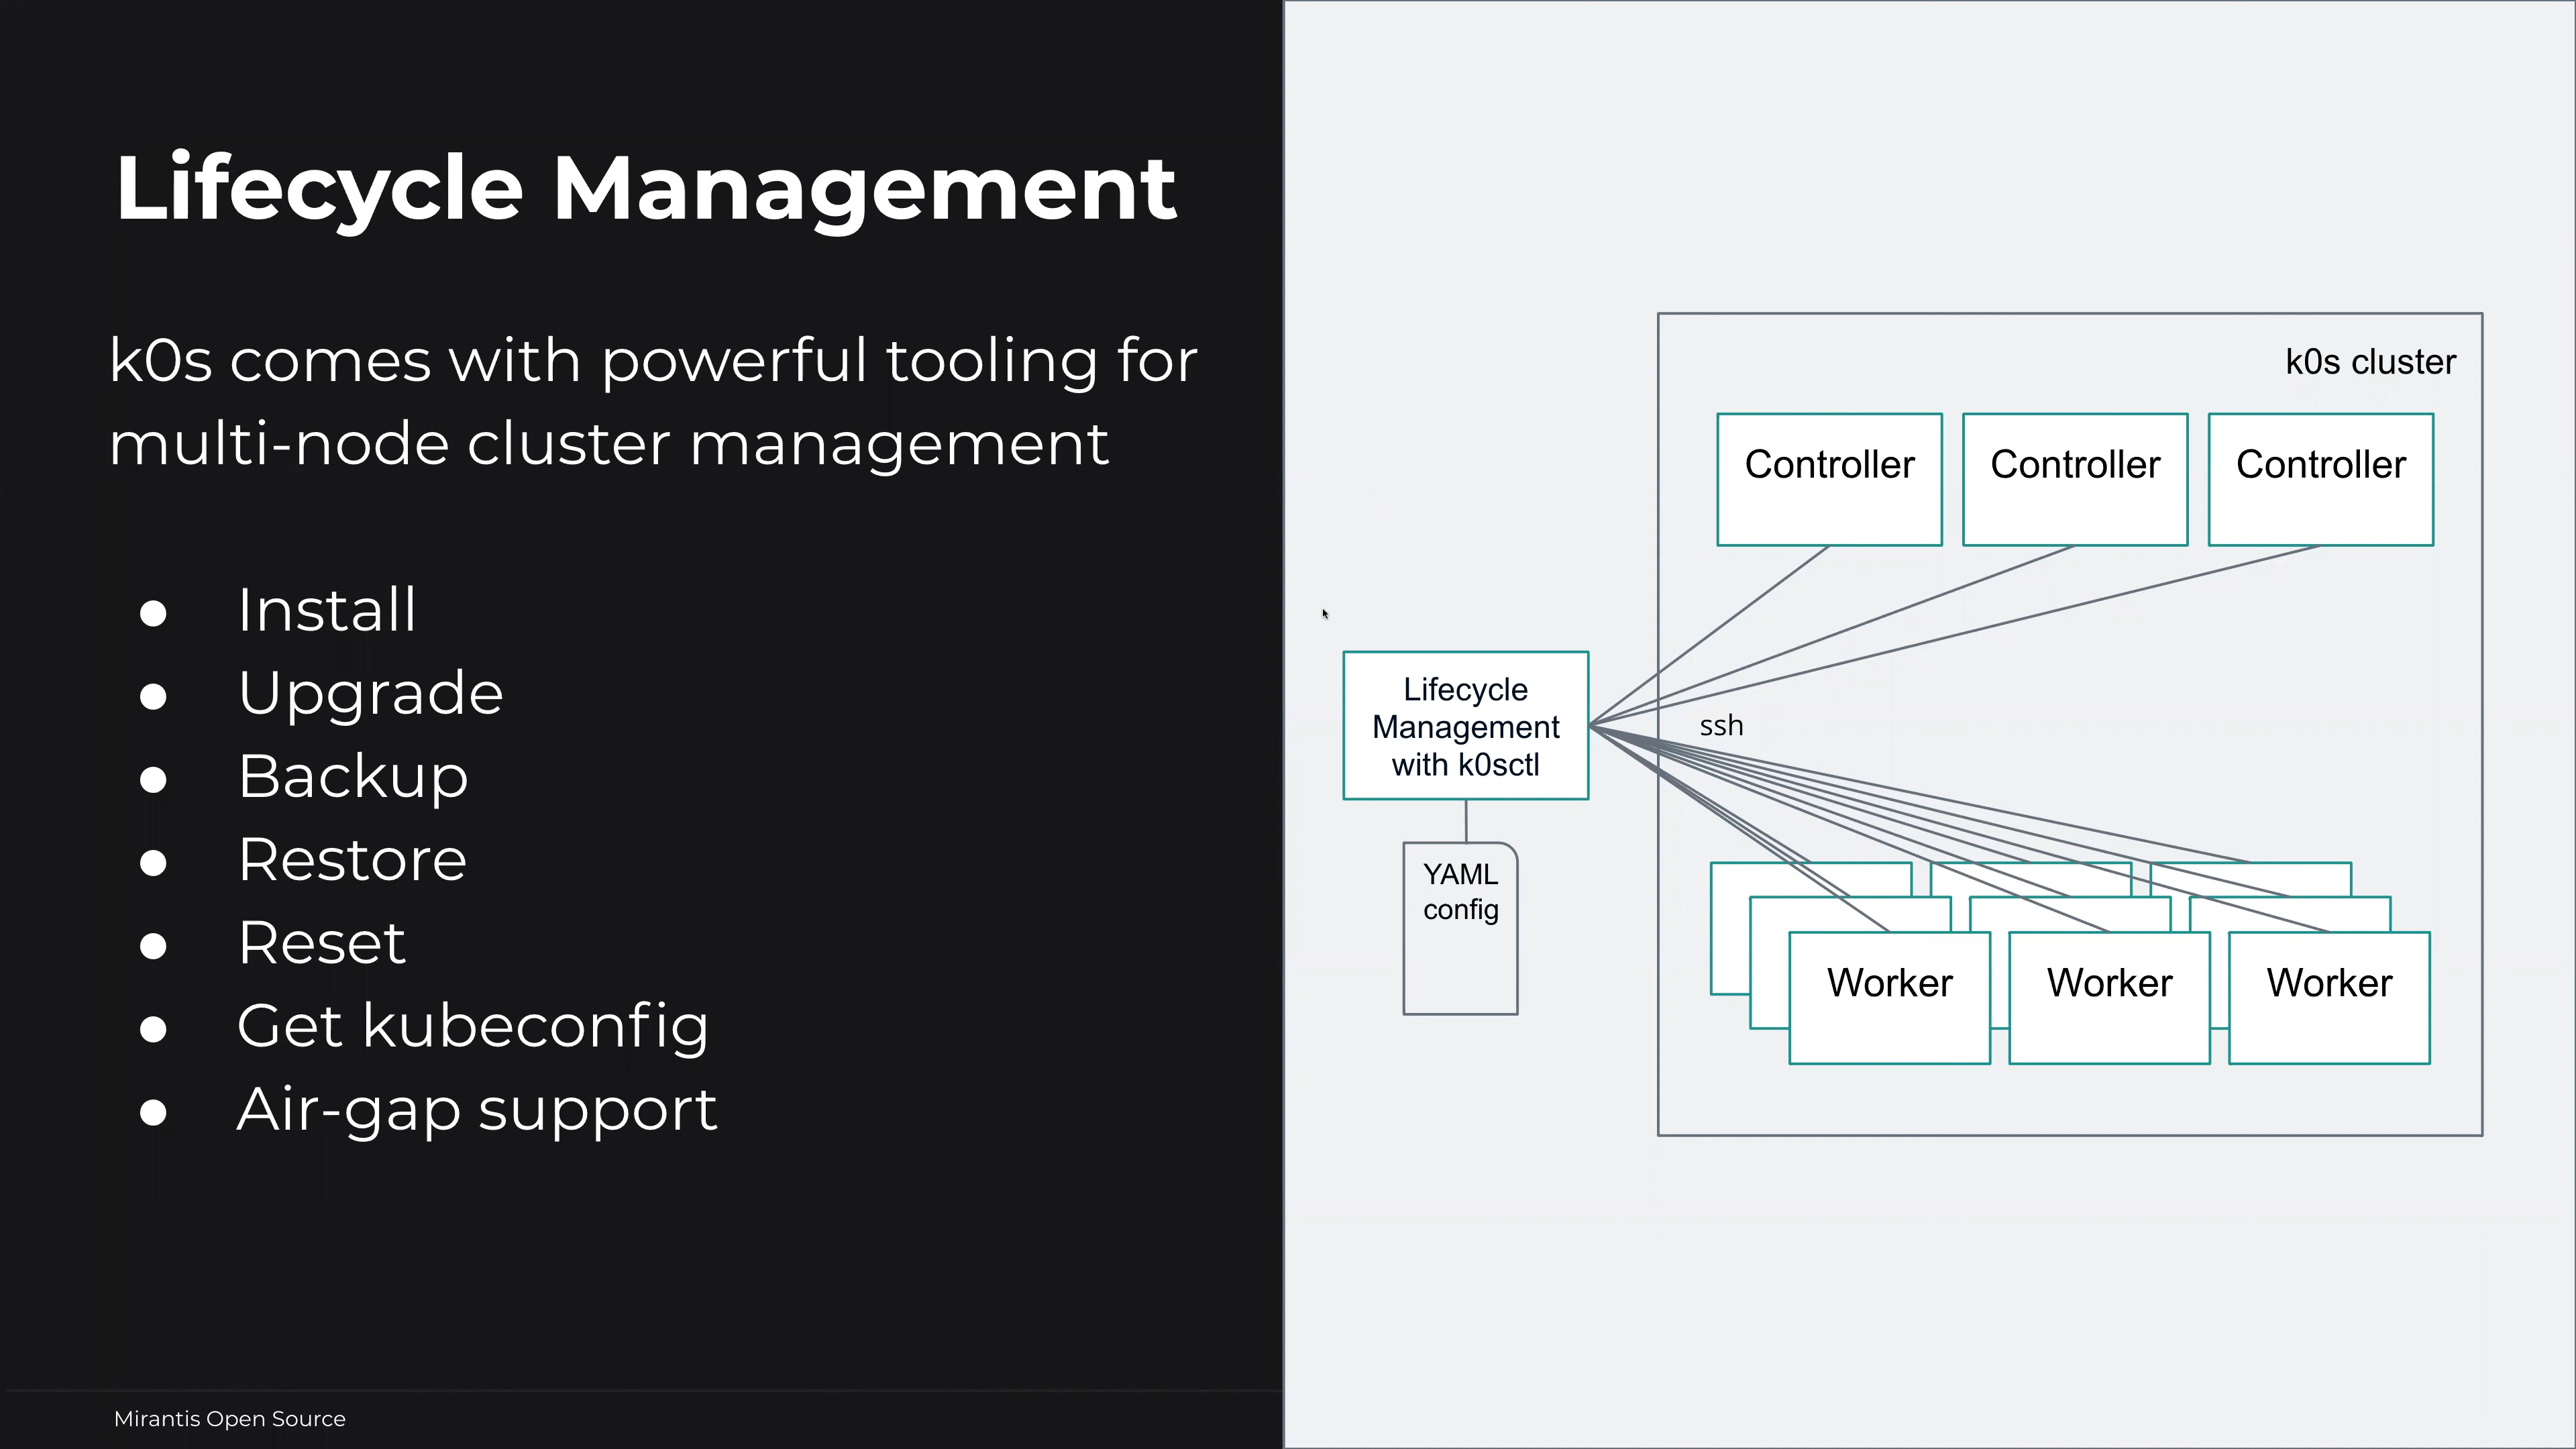 Lifecycle Management
k0s comes with powerful tooling for
multi-node cluster management
● Install
● Upgrade
● Backup
● Restore
● Reset
● Get kubeconfig
● Air-gap support
Mirantis Open Source
k0s cluster
Controller
Controller
Controller
Lifecycle
Management
with k0sctl
ssh
YAML
config
Worker
Worker
Worker